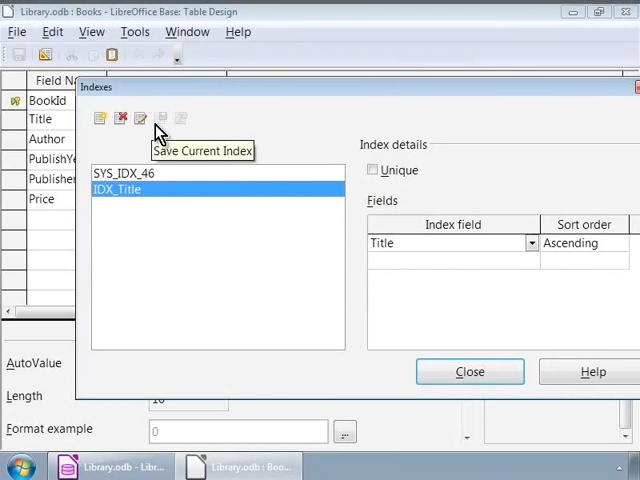 Library.odb : Books - LibreOffice Base: Table Design
File Edit View Tools Window Help
Field Na
Indexes
BookId
Title
Author
PublishYe
Publisher
Price
Save Current Index
SYS_IDX_46
IDX_Title
Index details
Unique
Fields
Index field Sort order
Title Ascending
Close Help
AutoValue
Length
10
Format example
0
...
Library.odb - Libr...
Library.odb : Boo...